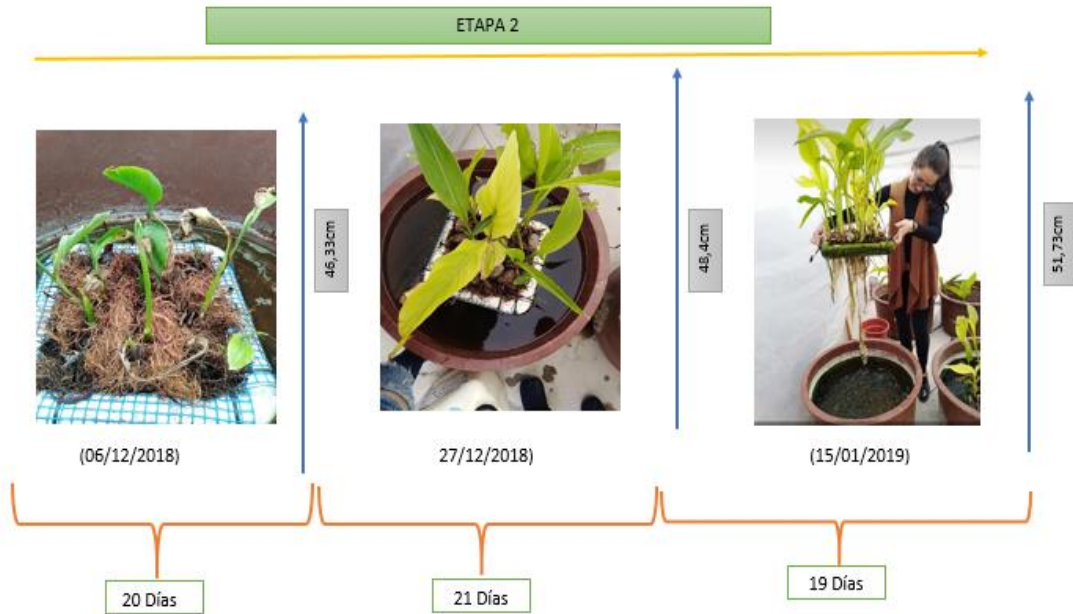 ETAPA 2
46,33cm
48,4cm
51,73cm
(06/12/2018)
27/12/2018)
(15/01/2019)
20 Días
21 Días
19 Días